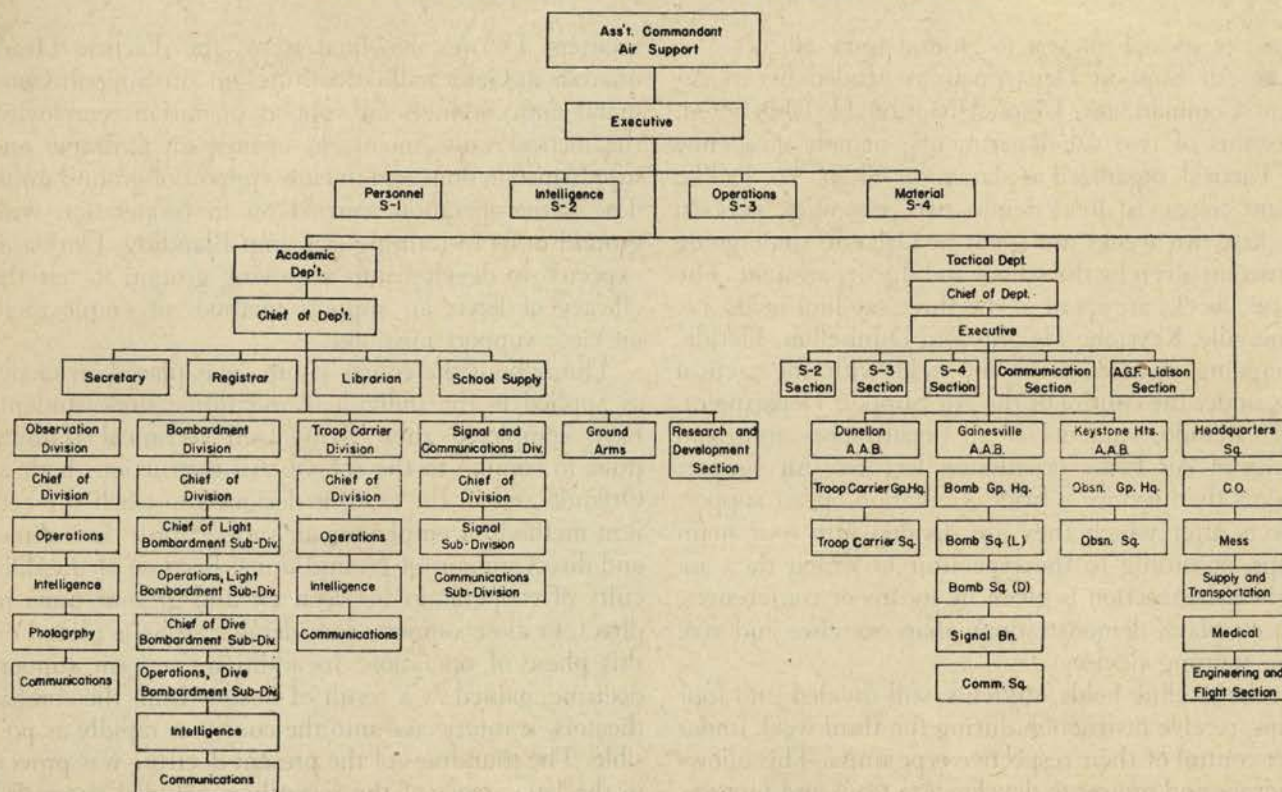 Ass't. Commandant
Air Support
Executive
Personnel
S-1
Intelligence
S-2
Operations
S-3
Material
S-4
Academic
Dep't.
Chief of Dep't.
Secretary
Registrar
Librarian
School Supply
Observation
Division
Chief of
Division
Operations
Intelligence
Photogrphy
Communications
Bombardment
Division
Chief of
Division
Chief of Light
Bombardment Sub-Div.
Operations, Light
Bombardment Sub-Div.
Chief of Dive
Bombardment Sub-Div.
Operations, Dive
Bombardment Sub-Div.
Intelligence
Communications
Troop Carrier
Division
Chief of
Division
Operations
Intelligence
Communications
Signal and
Communications Div.
Chief of
Division
Signal
Sub-Division
Communications
Sub-Division
Ground
Arms
Research and
Development
Section
Tactical Dept.
Chief of Dept.
Executive
S-2
Section
S-3
Section
S-4
Section
Communication
Section
A.G.F. Liaison
Section
Dunellon
A.A.B.
Troop Carrier Gp. Hq.
Troop Carrier Sq.
Gainesville
A.A.B.
Bomb Gp. Hq.
Bomb Sq. (L)
Bomb Sq. (D)
Signal Bn.
Comm. Sq.
Keystone Hts.
A.A.B.
Obsn. Gp. Hq.
Obsn. Sq.
Headquarters
Sq.
C.O.
Mess
Supply and
Transportation
Medical
Engineering and
Flight Section